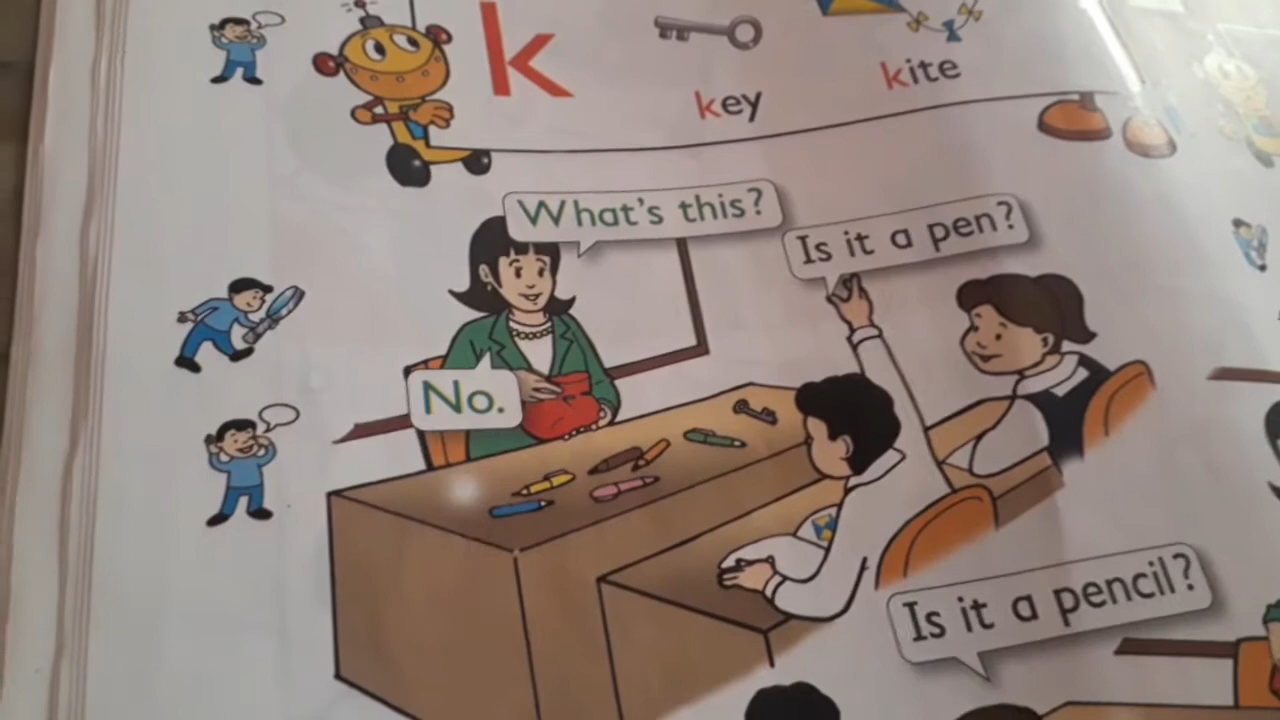 k
key
kite
What's this?
Is it a pen?
No.
Is it a pencil?